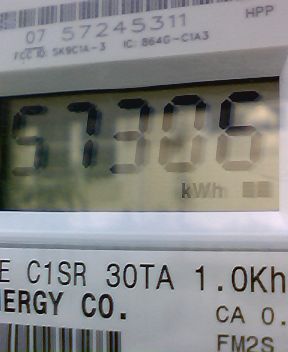 HPP
07 57245311
FCC ID: SK9C1A-3 IC: 864G-C1A3
57306
kWh
E C1SR 30TA 1.0Kh
NERGY CO.
CA 0.
FM2S